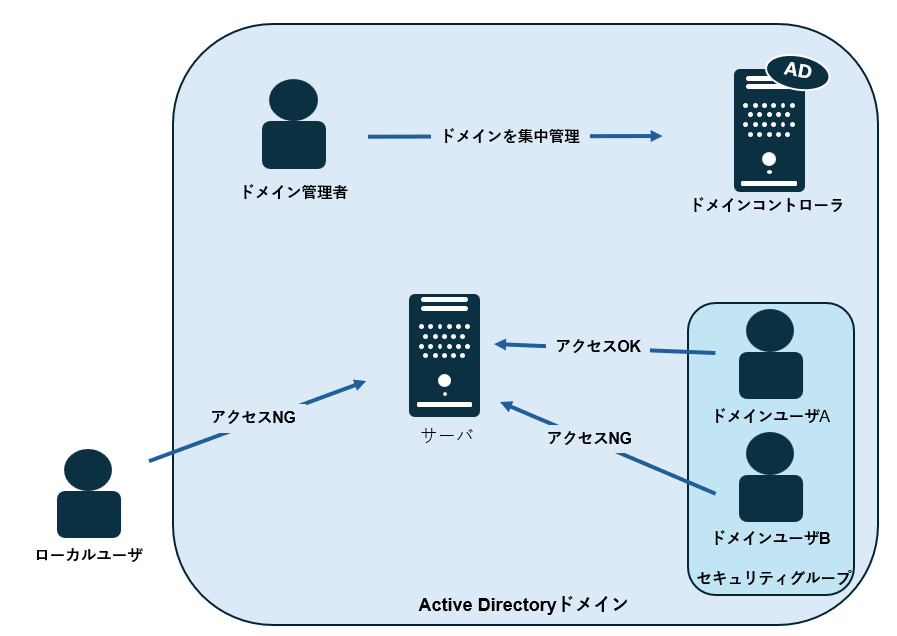 AD
ドメインを集中管理
ドメイン管理者
ドメインコントローラ
アクセスOK
アクセスNG
ドメインユーザA
サーバ
アクセスNG
ドメインユーザB
ローカルユーザ
セキュリティグループ
Active Directoryドメイン